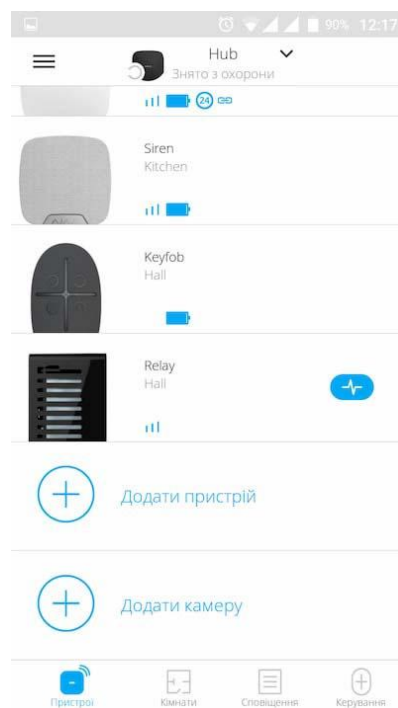 90% 12:17
Hub
Знято з охорони
24
Siren
Kitchen
Keyfob
Hall
Relay
Hall
Додати пристрій
Додати камеру
Пристрої
Кімнати
Сповіщення
Керування